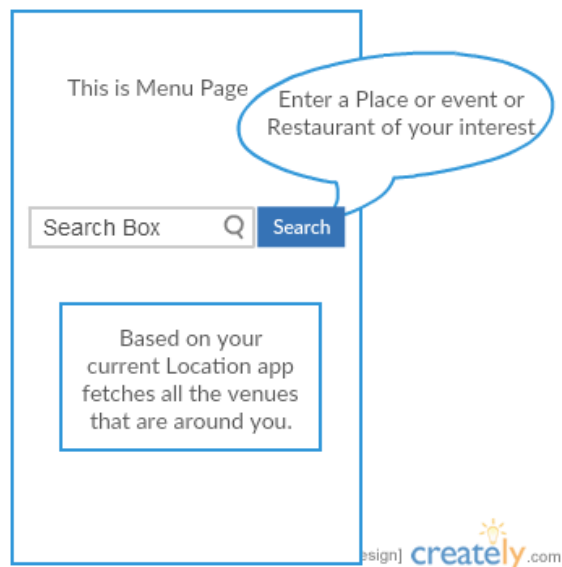 This is Menu Page
Enter a Place or event or
Restaurant of your interest
Search Box
Search
Based on your
current Location app
fetches all the venues
that are around you.
esign] creately.com